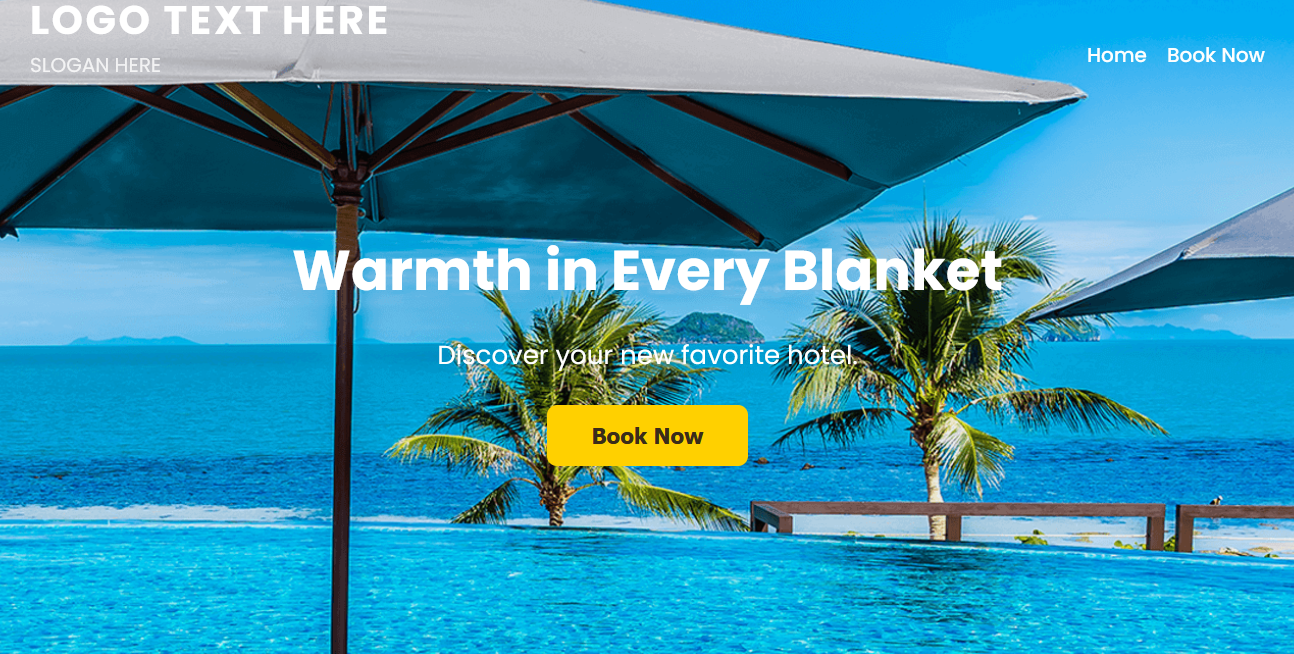 LOGO TEXT HERE
SLOGAN HERE
Home Book Now
Warmth in Every Blanket
Discover your new favorite hotel.
Book Now